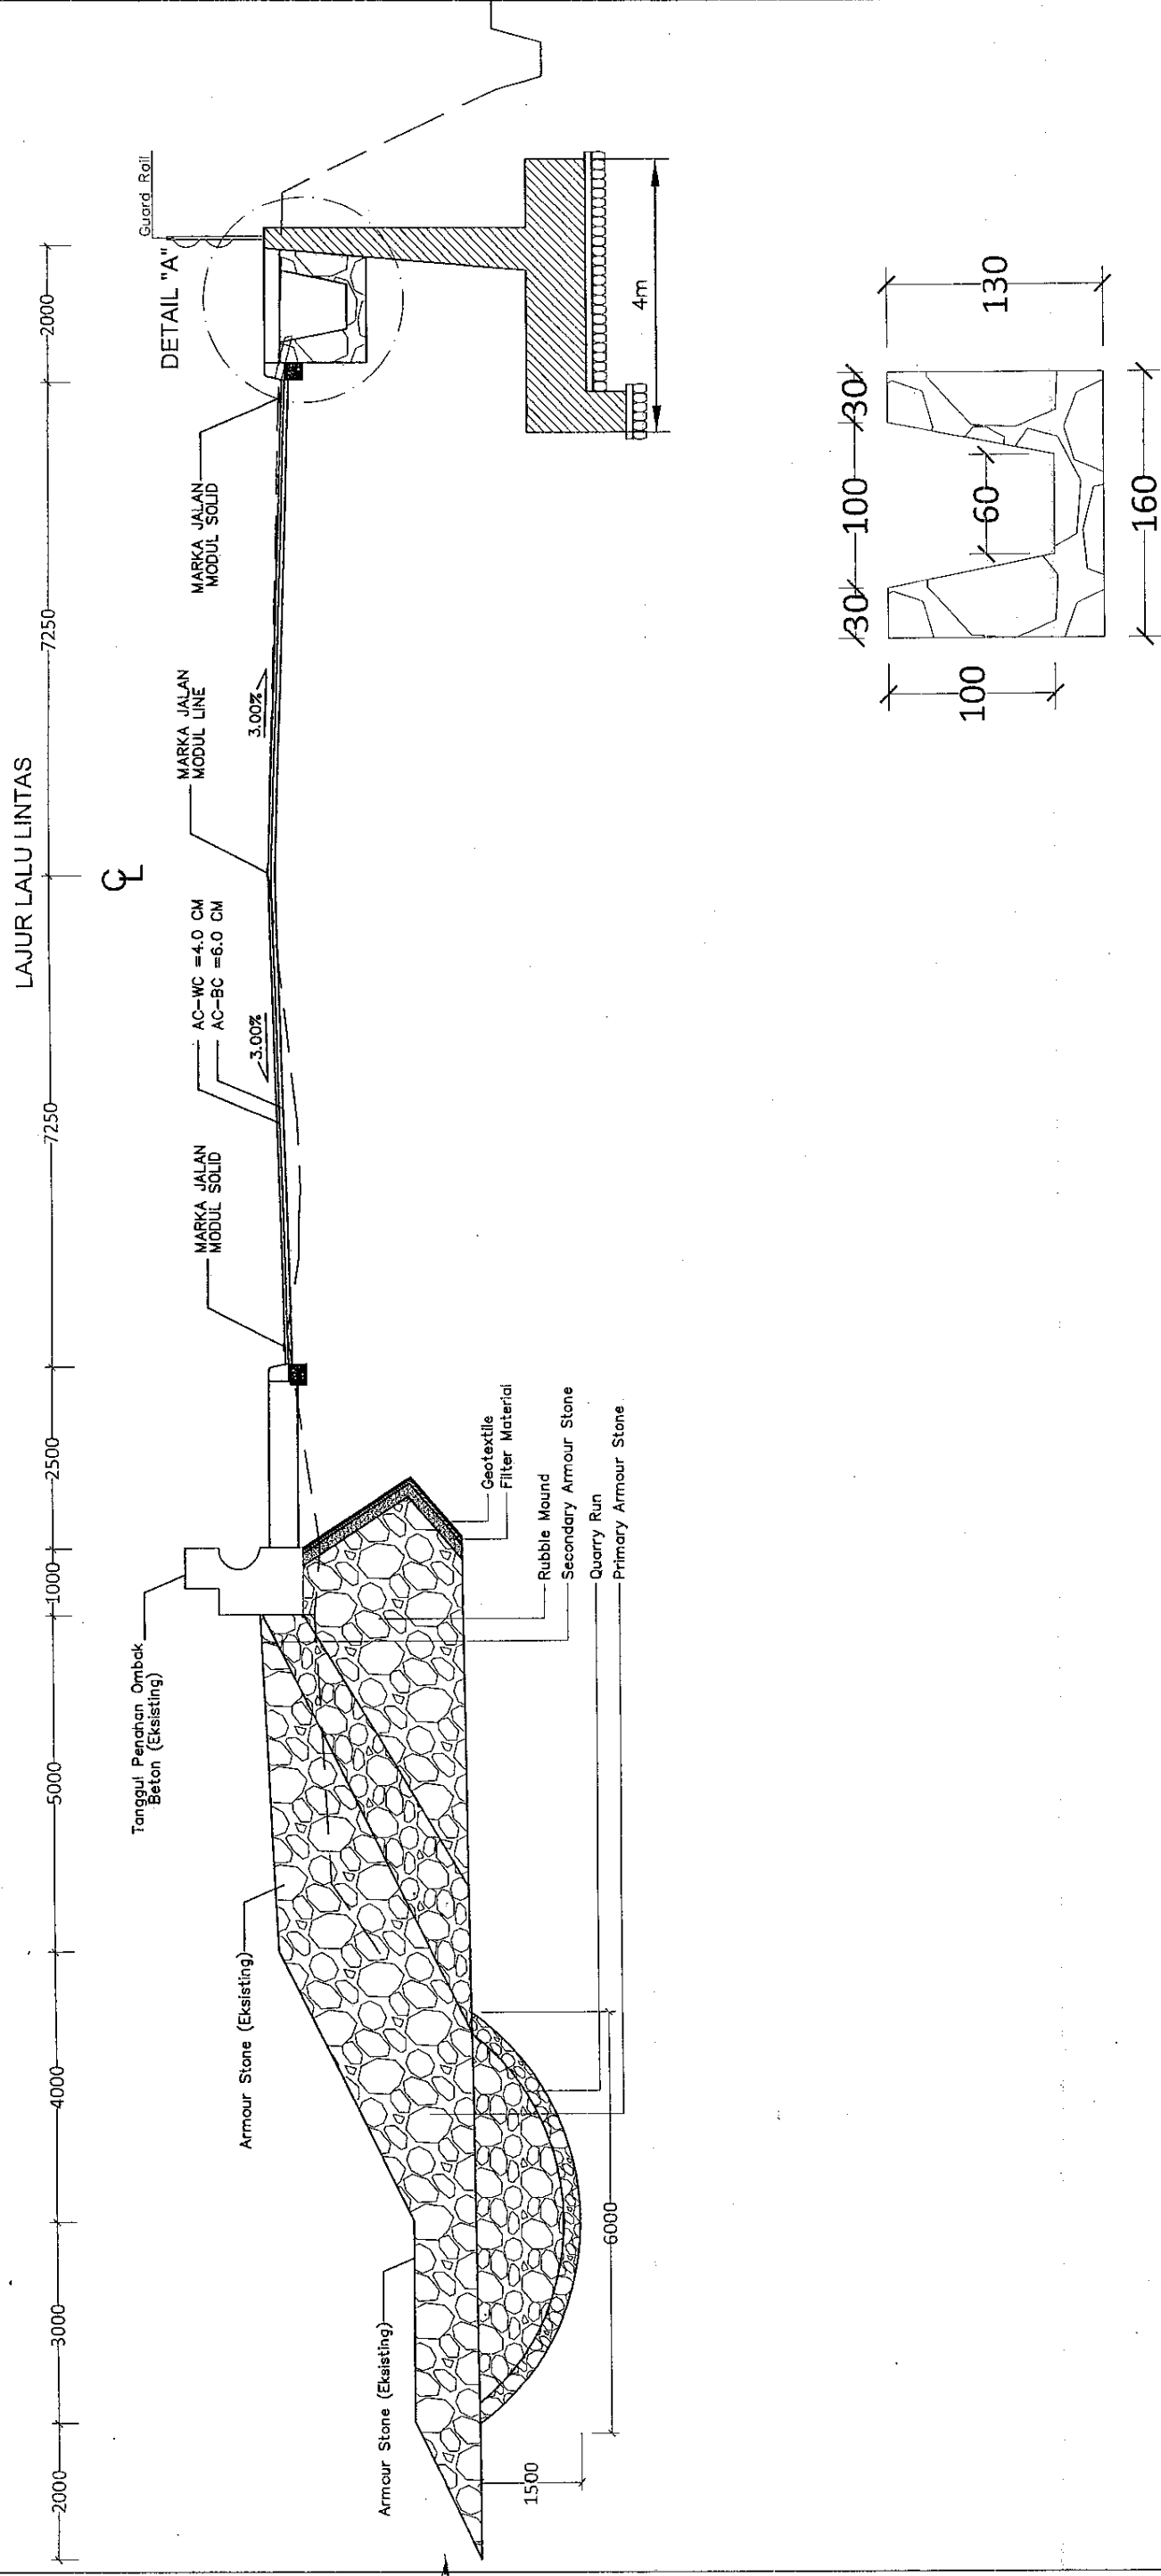 LAJUR LALU LINTAS
2000
3000
4000
5000
1000
2500
7250
7250
2000
CL
Guard Rail
DETAIL "A"
Tanggul Penahan Ombak
Beton (Eksisting)
MARKA JALAN
MODUL SOLID
AC-WC =4.0 CM
AC-BC =6.0 CM
MARKA JALAN
MODUL LINE
MARKA JALAN
MODUL SOLID
3.00%
3.00%
Armour Stone (Eksisting)
Armour Stone (Eksisting)
Geotextile
Filter Material
Rubble Mound
Secondary Armour Stone
Quarry Run
Primary Armour Stone
1500
6000
4m
30
100
30
100
60
130
160